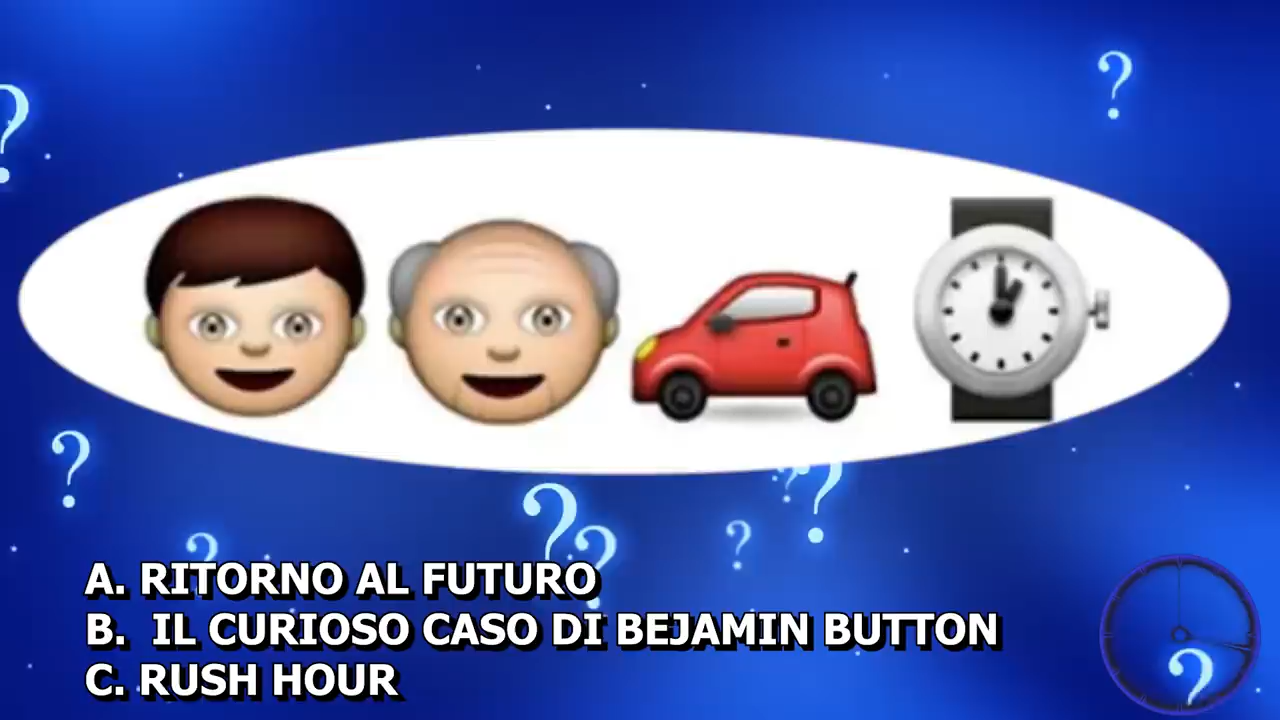 A. RITORNO AL FUTURO
B. IL CURIOSO CASO DI BEJAMIN BUTTON
C. RUSH HOUR